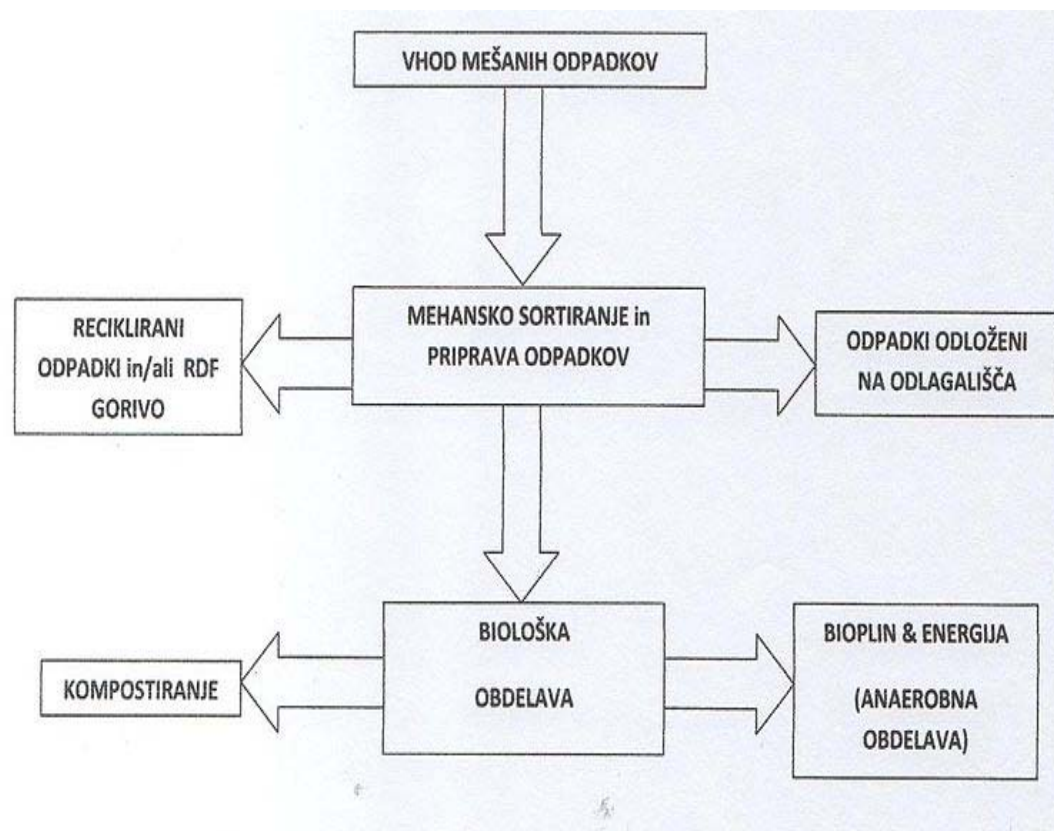 VHOD MEŠANIH ODPADKOV
MEHANSKO SORTIRANJE in
PRIPRAVA ODPADKOV
RECIKLIRANI
ODPADKI in/ali RDF
GORIVO
ODPADKI ODLOŽENI
NA ODLAGALIŠČA
BIOLOŠKA
OBDELAVA
KOMPOSTIRANJE
BIOPLIN & ENERGIJA
(ANAEROBNA
OBDELAVA)